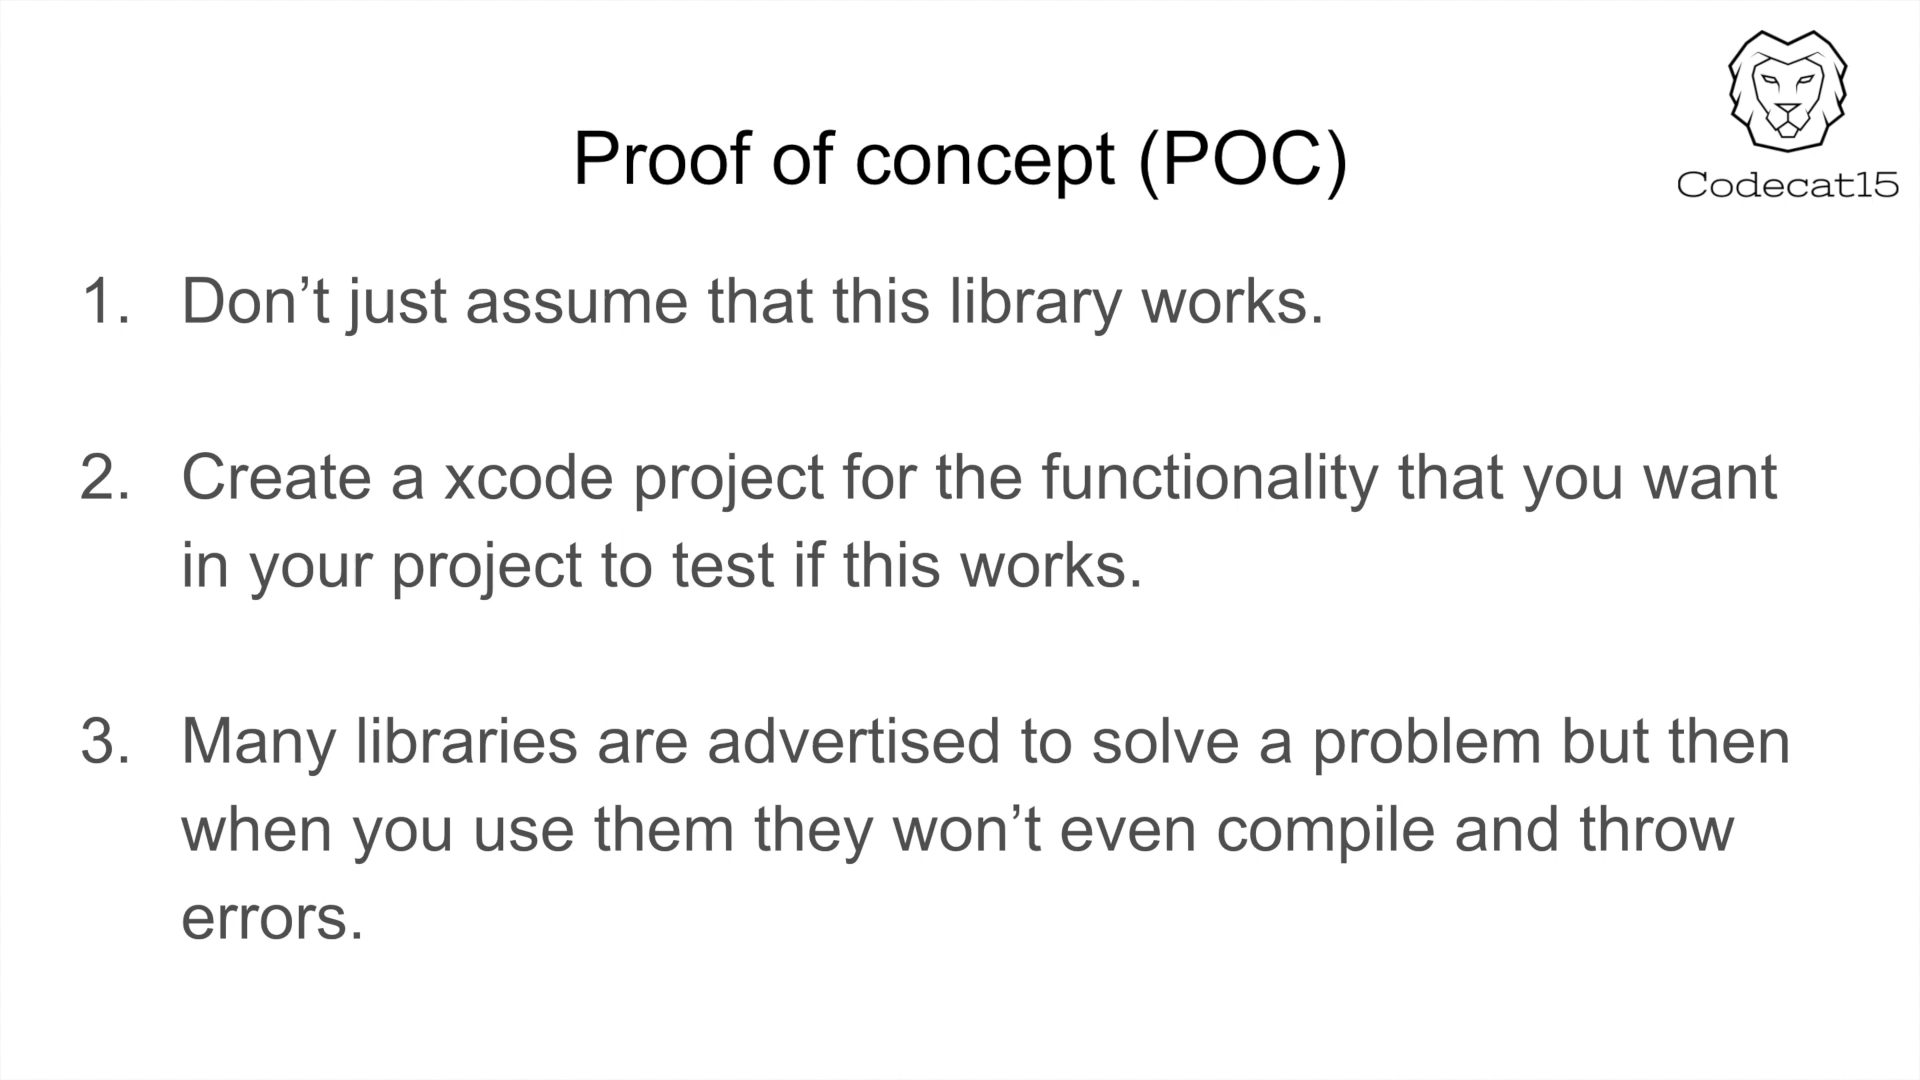 Codecat15
Proof of concept (POC)
1. Don’t just assume that this library works.
2. Create a xcode project for the functionality that you want
in your project to test if this works.
3. Many libraries are advertised to solve a problem but then
when you use them they won’t even compile and throw
errors.